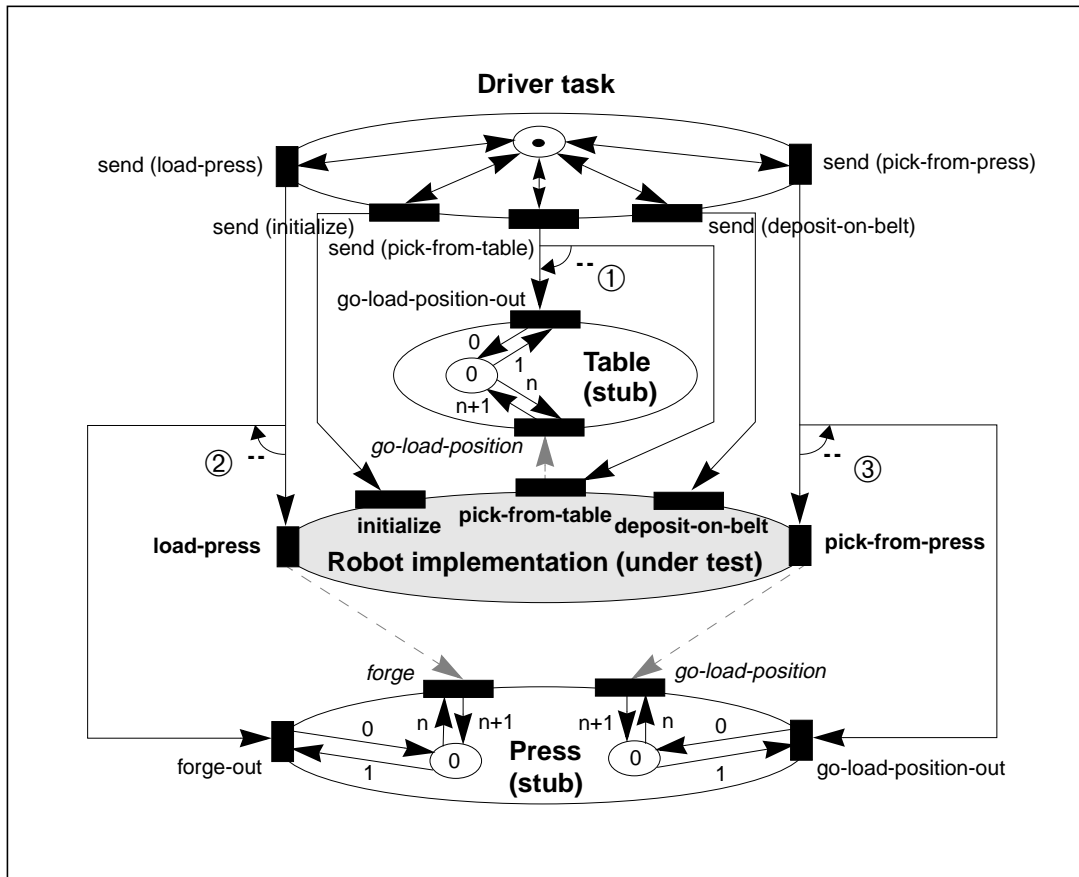 Driver task
send (load-press)
send (pick-from-press)
send (initialize)
send (pick-from-table)
send (deposit-on-belt)
-- ①
go-load-position-out
0
1
0
Table
(stub)
n
n+1
go-load-position
② --
-- ③
initialize
pick-from-table
deposit-on-belt
load-press
pick-from-press
Robot implementation (under test)
forge
go-load-position
n
n+1
n+1
n
0
0
0
0
1
1
Press
(stub)
forge-out
go-load-position-out